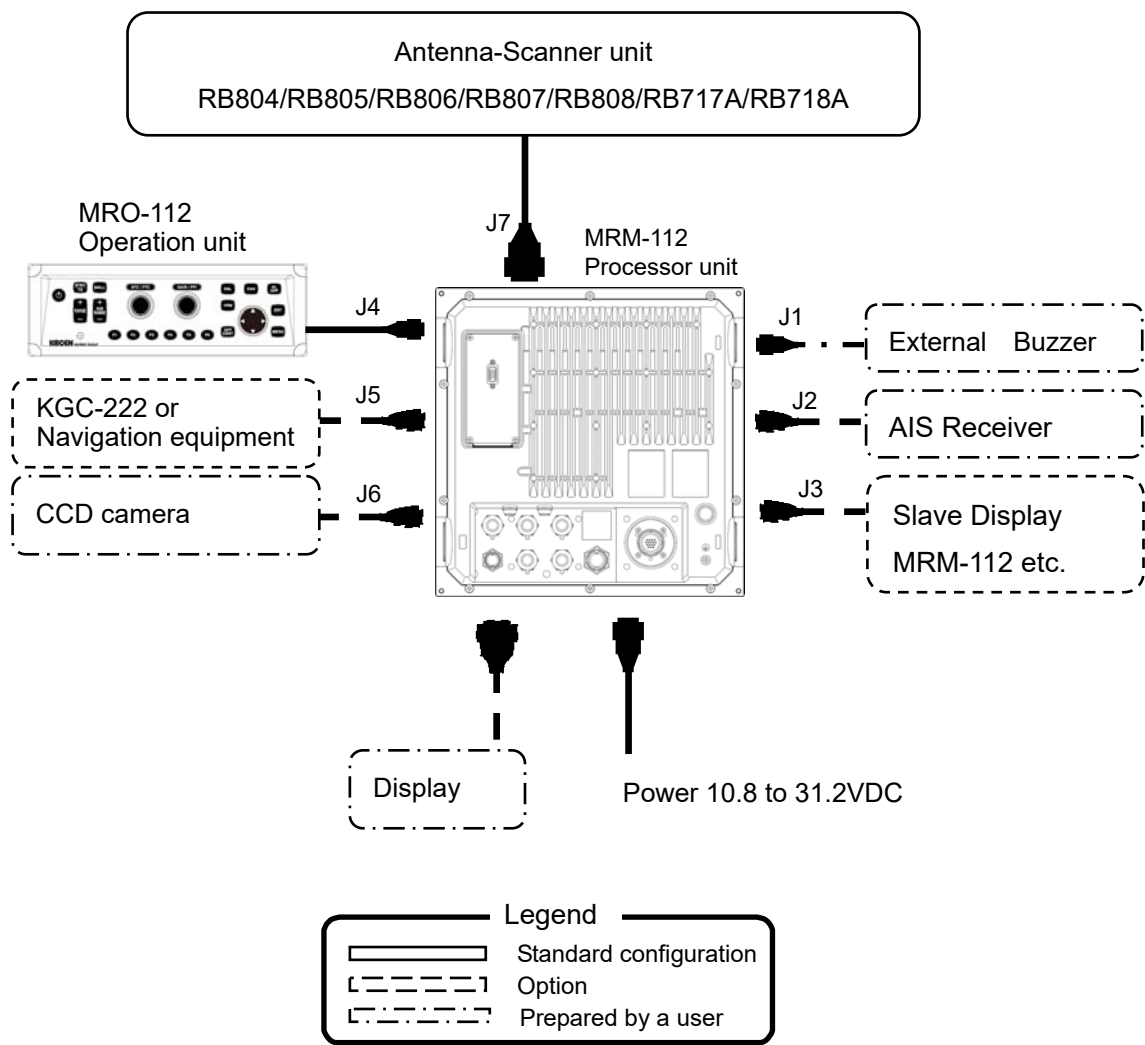 Antenna-Scanner unit
RB804/RB805/RB806/RB807/RB808/RB717A/RB718A
MRO-112
Operation unit
J7
MRM-112
Processor unit
J4
J1
External Buzzer
KGC-222 or
Navigation equipment
J5
J2
AIS Receiver
CCD camera
J6
J3
Slave Display
MRM-112 etc.
Display
Power 10.8 to 31.2VDC
Legend
Standard configuration
Option
Prepared by a user